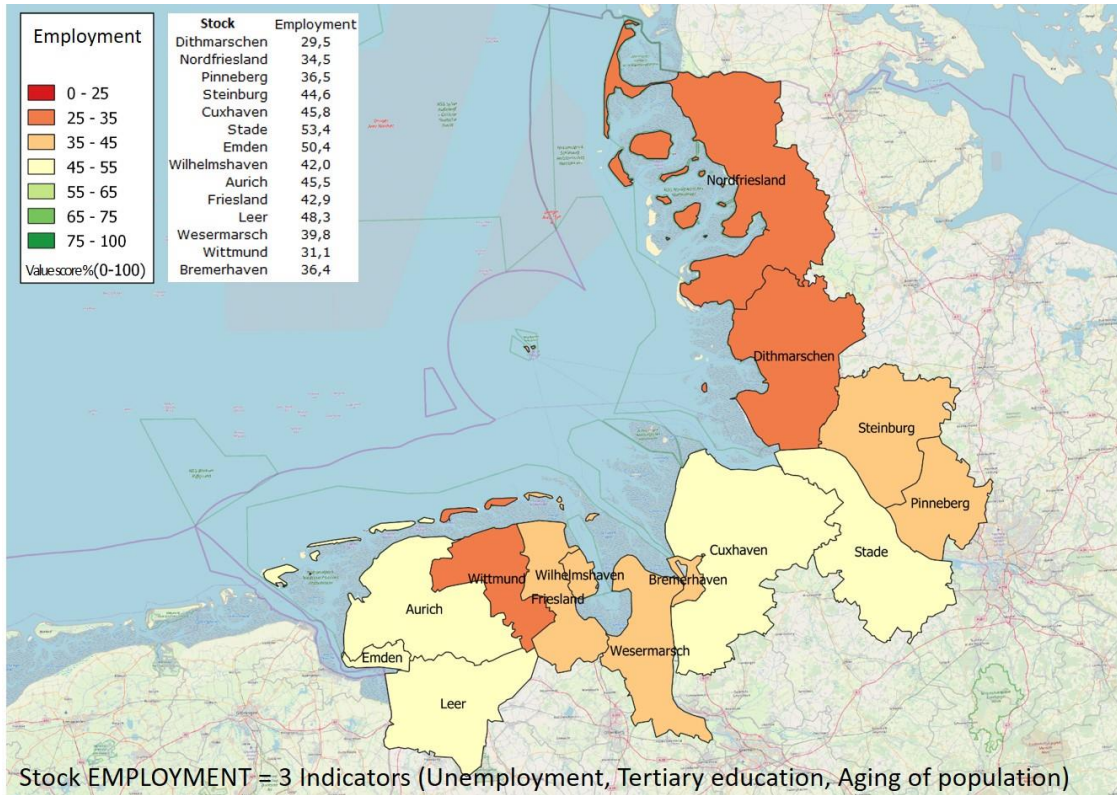 Employment
0 - 25
25 - 35
35 - 45
45 - 55
55 - 65
65 - 75
75 - 100
Value score % (0-100)
Stock Employment
Dithmarschen 29,5
Nordfriesland 34,5
Pinneberg 36,5
Steinburg 44,6
Cuxhaven 45,8
Stade 53,4
Emden 50,4
Wilhelmshaven 42,0
Aurich 45,5
Friesland 42,9
Leer 48,3
Wesermarsch 39,8
Wittmund 31,1
Bremerhaven 36,4
Nordfriesland
Dithmarschen
Steinburg
Pinneberg
Cuxhaven
Stade
Bremerhaven
Wittmund
Wilhelmshaven
Friesland
Aurich
Wesermarsch
Emden
Leer
Stock EMPLOYMENT = 3 Indicators (Unemployment, Tertiary education, Aging of population)